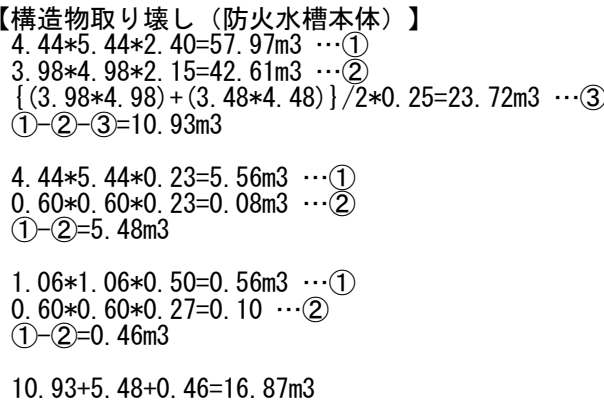 【構造物取り壊し（防火水槽本体）】
4.44*5.44*2.40=57.97m3 …①
3.98*4.98*2.15=42.61m3 …②
{(3.98*4.98)+(3.48*4.48)}/2*0.25=23.72m3 …③
①-②-③=10.93m3
4.44*5.44*0.23=5.56m3 …①
0.60*0.60*0.23=0.08m3 …②
①-②=5.48m3
1.06*1.06*0.50=0.56m3 …①
0.60*0.60*0.27=0.10 …②
①-②=0.46m3
10.93+5.48+0.46=16.87m3